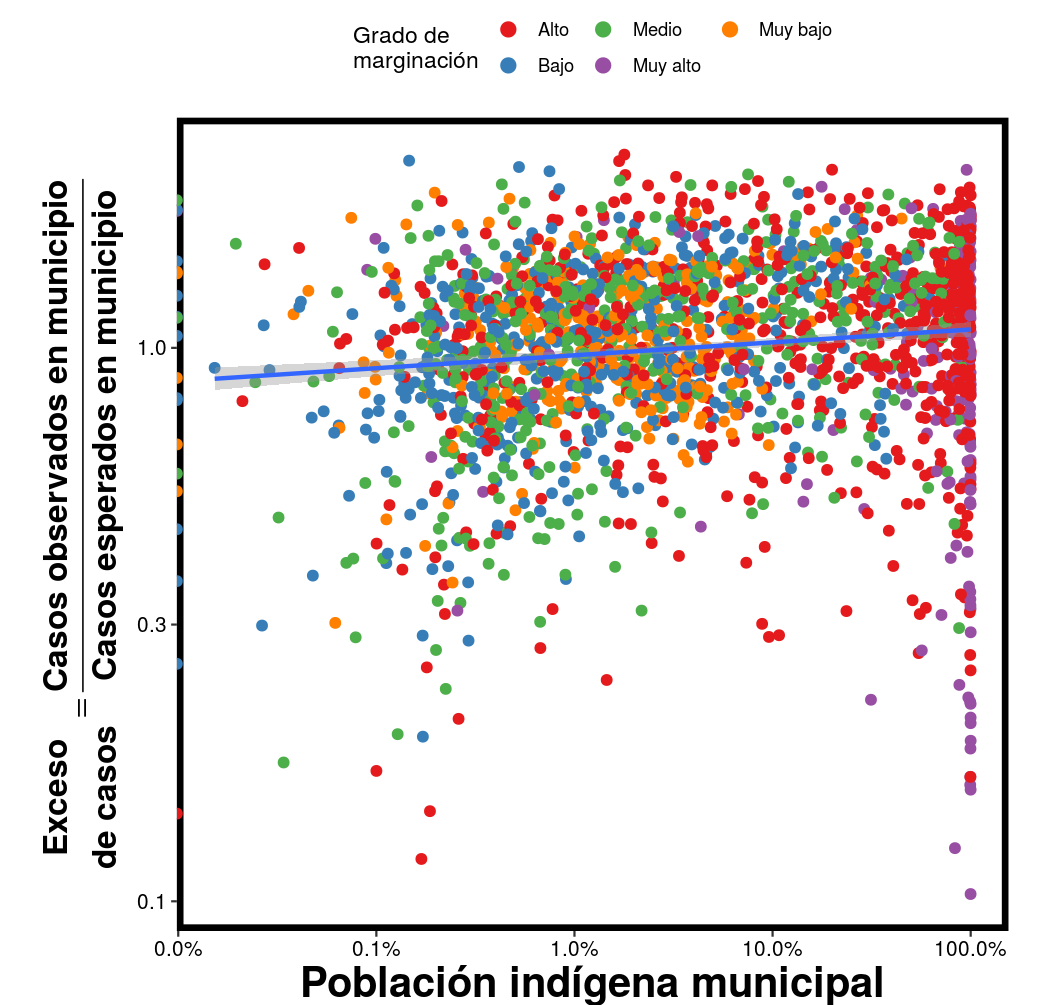 Grado de
marginación
Alto
Medio
Muy bajo
Bajo
Muy alto
Exceso
de casos
=
Casos observados en municipio
Casos esperados en municipio
1.0
0.3
0.1
0.0%
0.1%
1.0%
10.0%
100.0%
Población indígena municipal